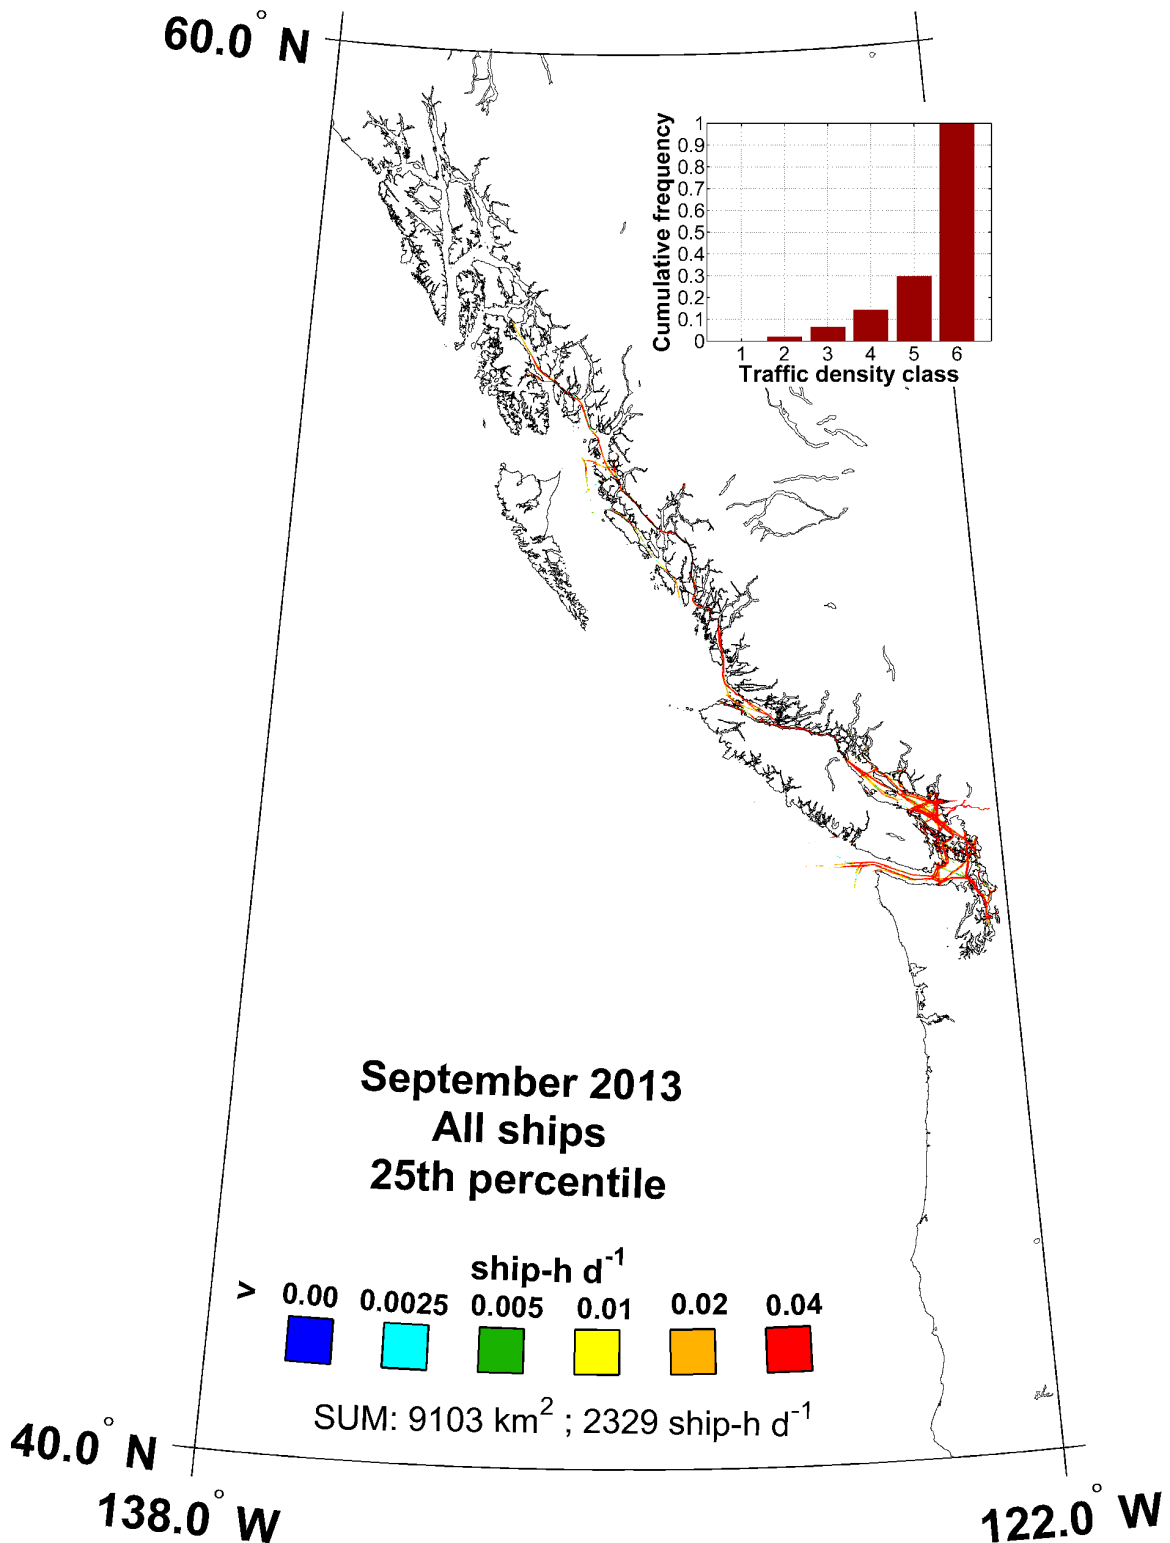 60.0° N
Cumulative frequency
1
0.9
0.8
0.7
0.6
0.5
0.4
0.3
0.2
0.1
0
1 2 3 4 5 6
Traffic density class
September 2013
All ships
25th percentile
ship-h d⁻¹
> 0.00 0.0025 0.005 0.01 0.02 0.04
SUM: 9103 km² ; 2329 ship-h d⁻¹
40.0° N
138.0° W
122.0° W